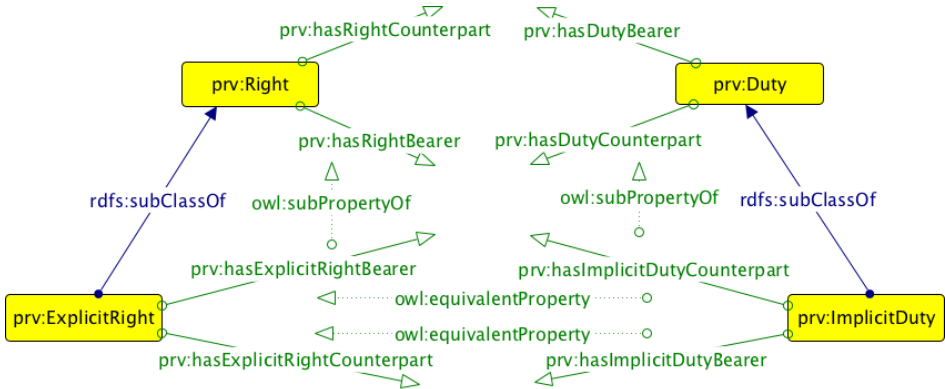 prv:hasRightCounterpart
prv:hasDutyBearer
prv:Right
prv:Duty
prv:hasRightBearer
prv:hasDutyCounterpart
rdfs:subClassOf
owl:subPropertyOf
owl:subPropertyOf
rdfs:subClassOf
prv:hasExplicitRightBearer
prv:hasImplicitDutyCounterpart
owl:equivalentProperty
prv:ExplicitRight
prv:ImplicitDuty
owl:equivalentProperty
prv:hasExplicitRightCounterpart
prv:hasImplicitDutyBearer